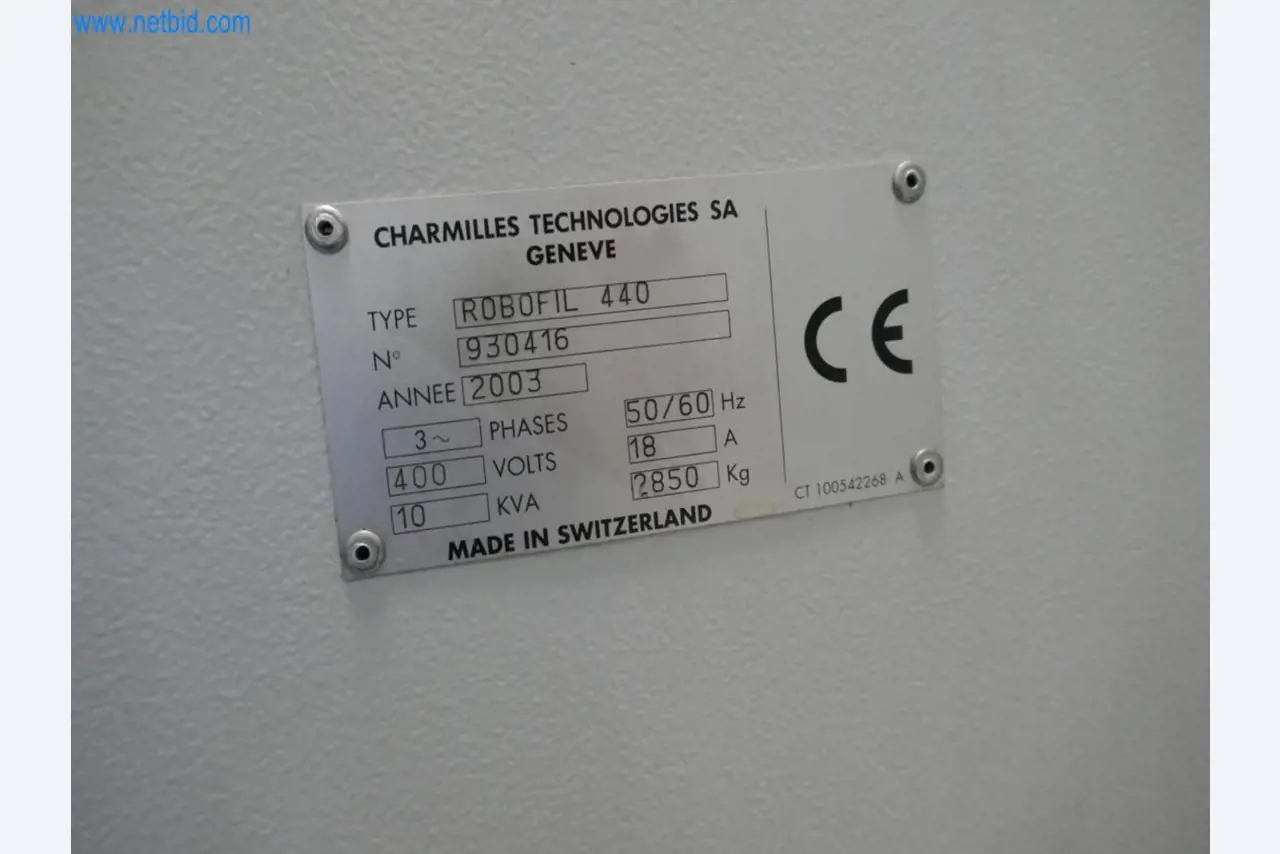 www.netbid.com
CHARMILLES TECHNOLOGIES SA
GENEVE
TYPE ROBOFIL 440
N° 930416
ANNEE 2003
3~ PHASES 50/60 Hz
400 VOLTS 18 A
10 KVA 2850 Kg
MADE IN SWITZERLAND
CE
CT 100542268 A